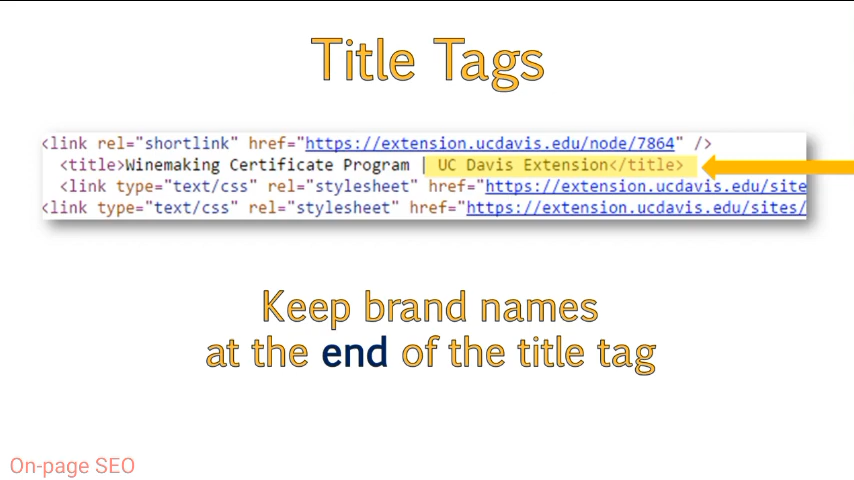 Title Tags
<link rel="shortlink" href="https://extension.ucdavis.edu/node/7864" />
<title>Winemaking Certificate Program | UC Davis Extension</title>
<link type="text/css" rel="stylesheet" href="https://extension.ucdavis.edu/site
<link type="text/css" rel="stylesheet" href="https://extension.ucdavis.edu/sites/
Keep brand names
at the end of the title tag
On-page SEO